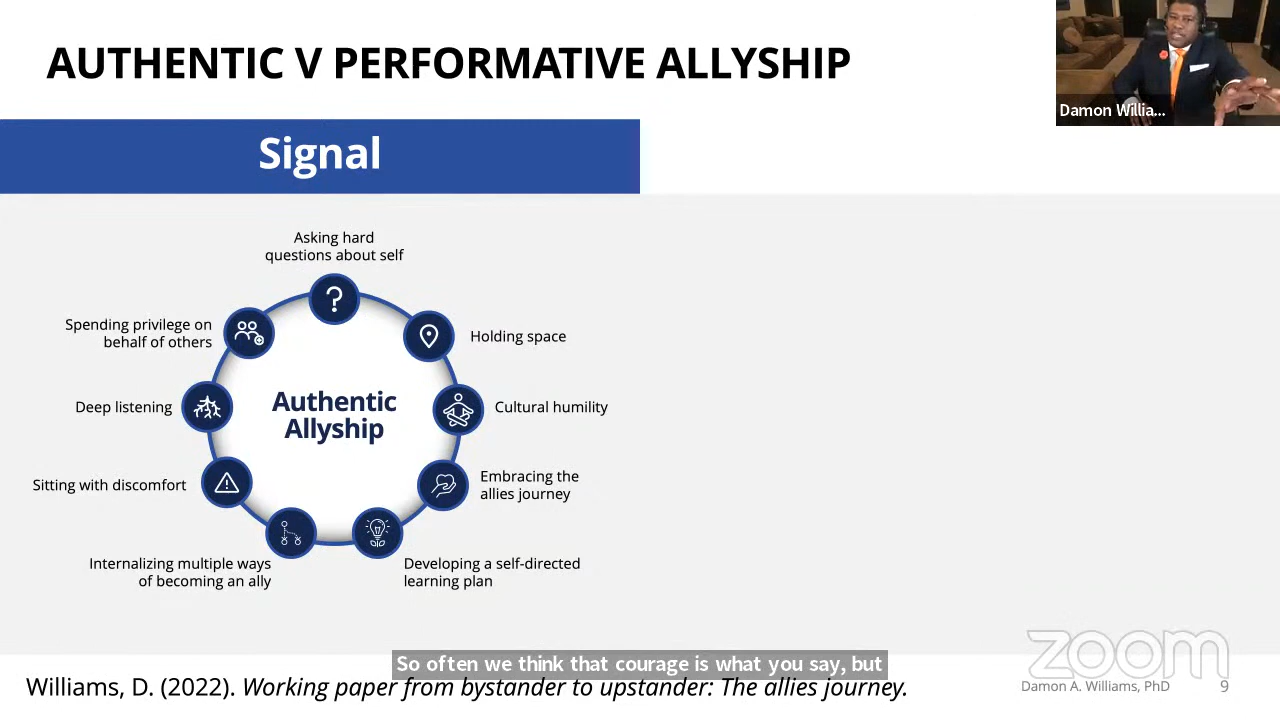 AUTHENTIC V PERFORMATIVE ALLYSHIP
Damon Willia...
Signal
Asking hard
questions about self
Spending privilege on
behalf of others
Holding space
Deep listening
Authentic
Allyship
Cultural humility
Sitting with discomfort
Embracing the
allies journey
Internalizing multiple ways
of becoming an ally
Developing a self-directed
learning plan
zoom
So often we think that courage is what you say, but
Williams, D. (2022). Working paper from bystander to upstander: The allies journey.
Damon A. Williams, PhD
9